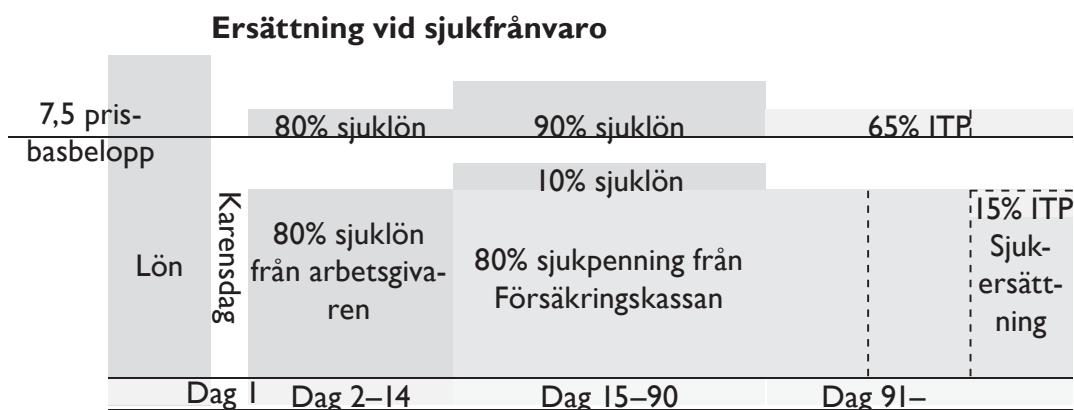 Ersättning vid sjukfrånvaro
7,5 pris-
basbelopp
80% sjuklön
90% sjuklön
65% ITP
10% sjuklön
Lön
Karensdag
80% sjuklön
från arbetsgiva-
ren
80% sjukpenning från
Försäkringskassan
15% ITP
Sjuk-
ersätt-
ning
Dag 1
Dag 2–14
Dag 15–90
Dag 91–